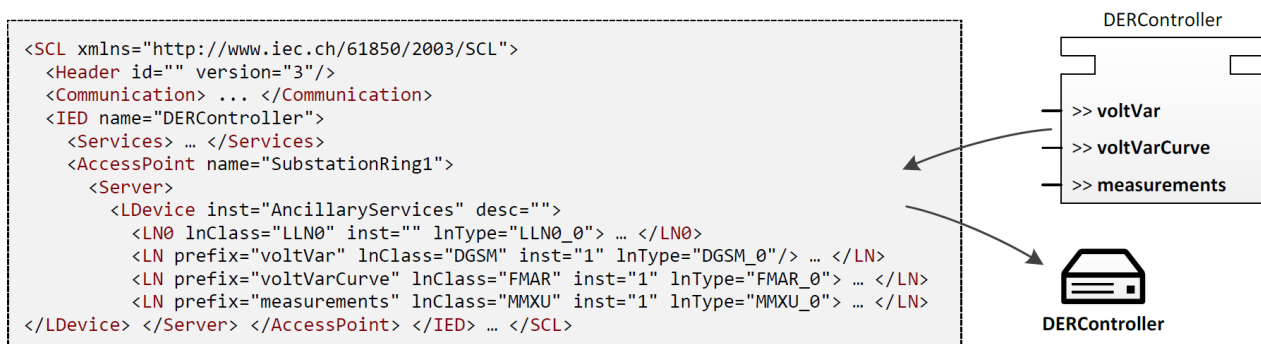 <SCL xmlns="http://www.iec.ch/61850/2003/SCL">
<Header id="" version="3"/>
<Communication> ... </Communication>
<IED name="DERController">
<Services> … </Services>
<AccessPoint name="SubstationRing1">
<Server>
<LDevice inst="AncillaryServices" desc="">
<LN0 lnClass="LLN0" inst="" lnType="LLN0_0"> … </LN0>
<LN prefix="voltVar" lnClass="DGSM" inst="1" lnType="DGSM_0"/> … </LN>
<LN prefix="voltVarCurve" lnClass="FMAR" inst="1" lnType="FMAR_0"> … </LN>
<LN prefix="measurements" lnClass="MMXU" inst="1" lnType="MMXU_0"> … </LN>
</LDevice> </Server> </AccessPoint> </IED> … </SCL>
DERController
>> voltVar
>> voltVarCurve
>> measurements
DERController